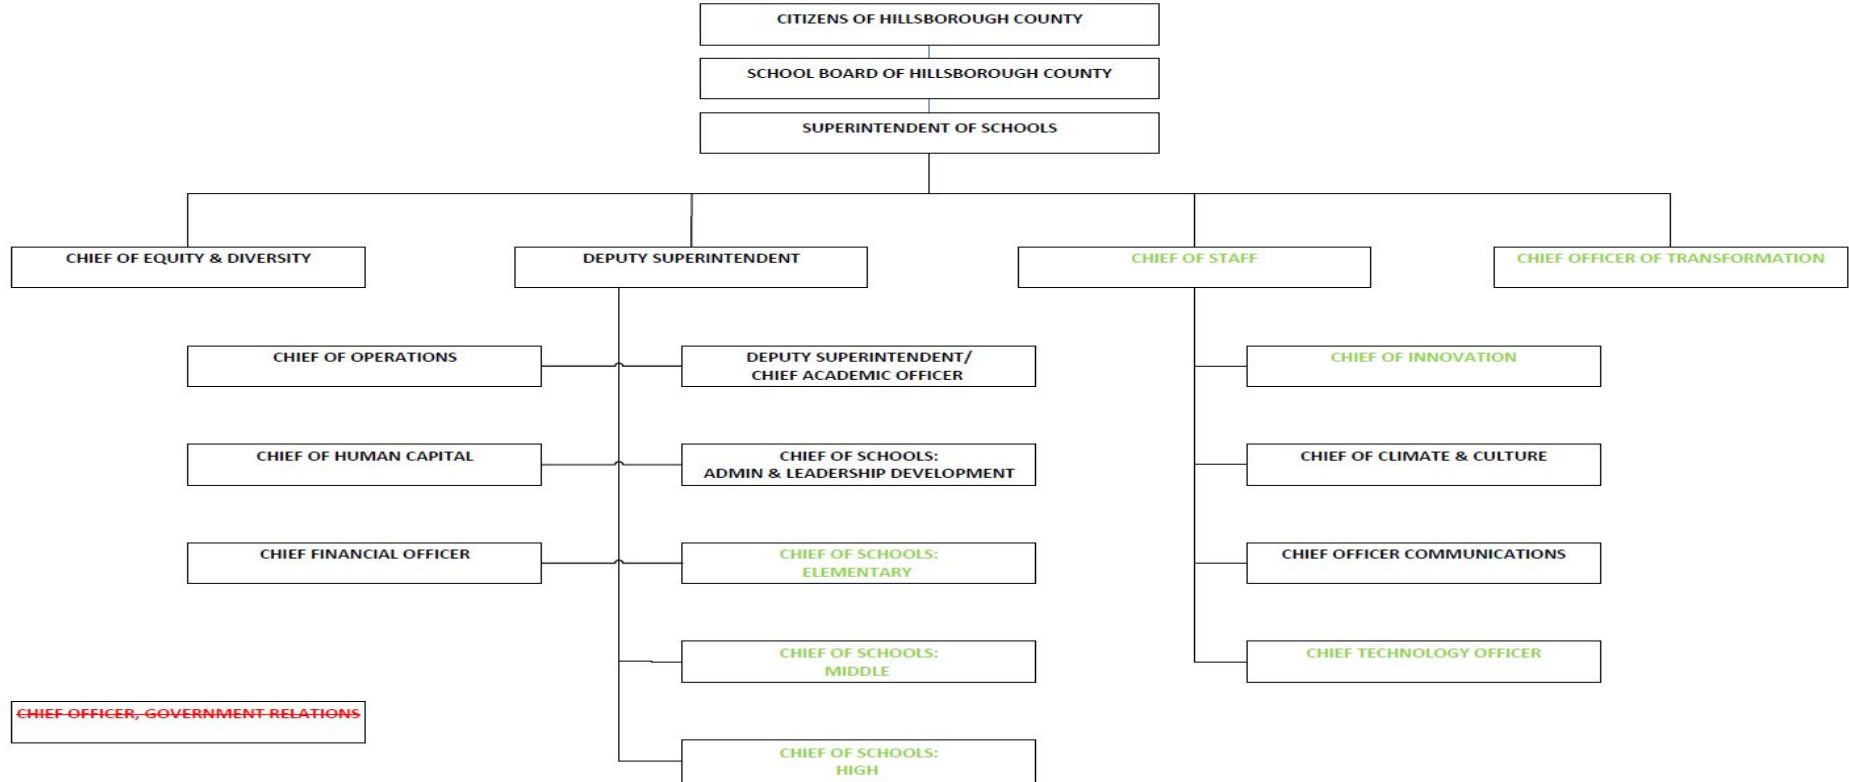 CITIZENS OF HILLSBOROUGH COUNTY
SCHOOL BOARD OF HILLSBOROUGH COUNTY
SUPERINTENDENT OF SCHOOLS
CHIEF OF EQUITY & DIVERSITY
DEPUTY SUPERINTENDENT
CHIEF OF STAFF
CHIEF OFFICER OF TRANSFORMATION
CHIEF OF OPERATIONS
DEPUTY SUPERINTENDENT/
CHIEF ACADEMIC OFFICER
CHIEF OF INNOVATION
CHIEF OF HUMAN CAPITAL
CHIEF OF SCHOOLS:
ADMIN & LEADERSHIP DEVELOPMENT
CHIEF OF CLIMATE & CULTURE
CHIEF FINANCIAL OFFICER
CHIEF OF SCHOOLS:
ELEMENTARY
CHIEF OFFICER COMMUNICATIONS
CHIEF OF SCHOOLS:
MIDDLE
CHIEF TECHNOLOGY OFFICER
CHIEF OFFICER, GOVERNMENT RELATIONS
CHIEF OF SCHOOLS:
HIGH